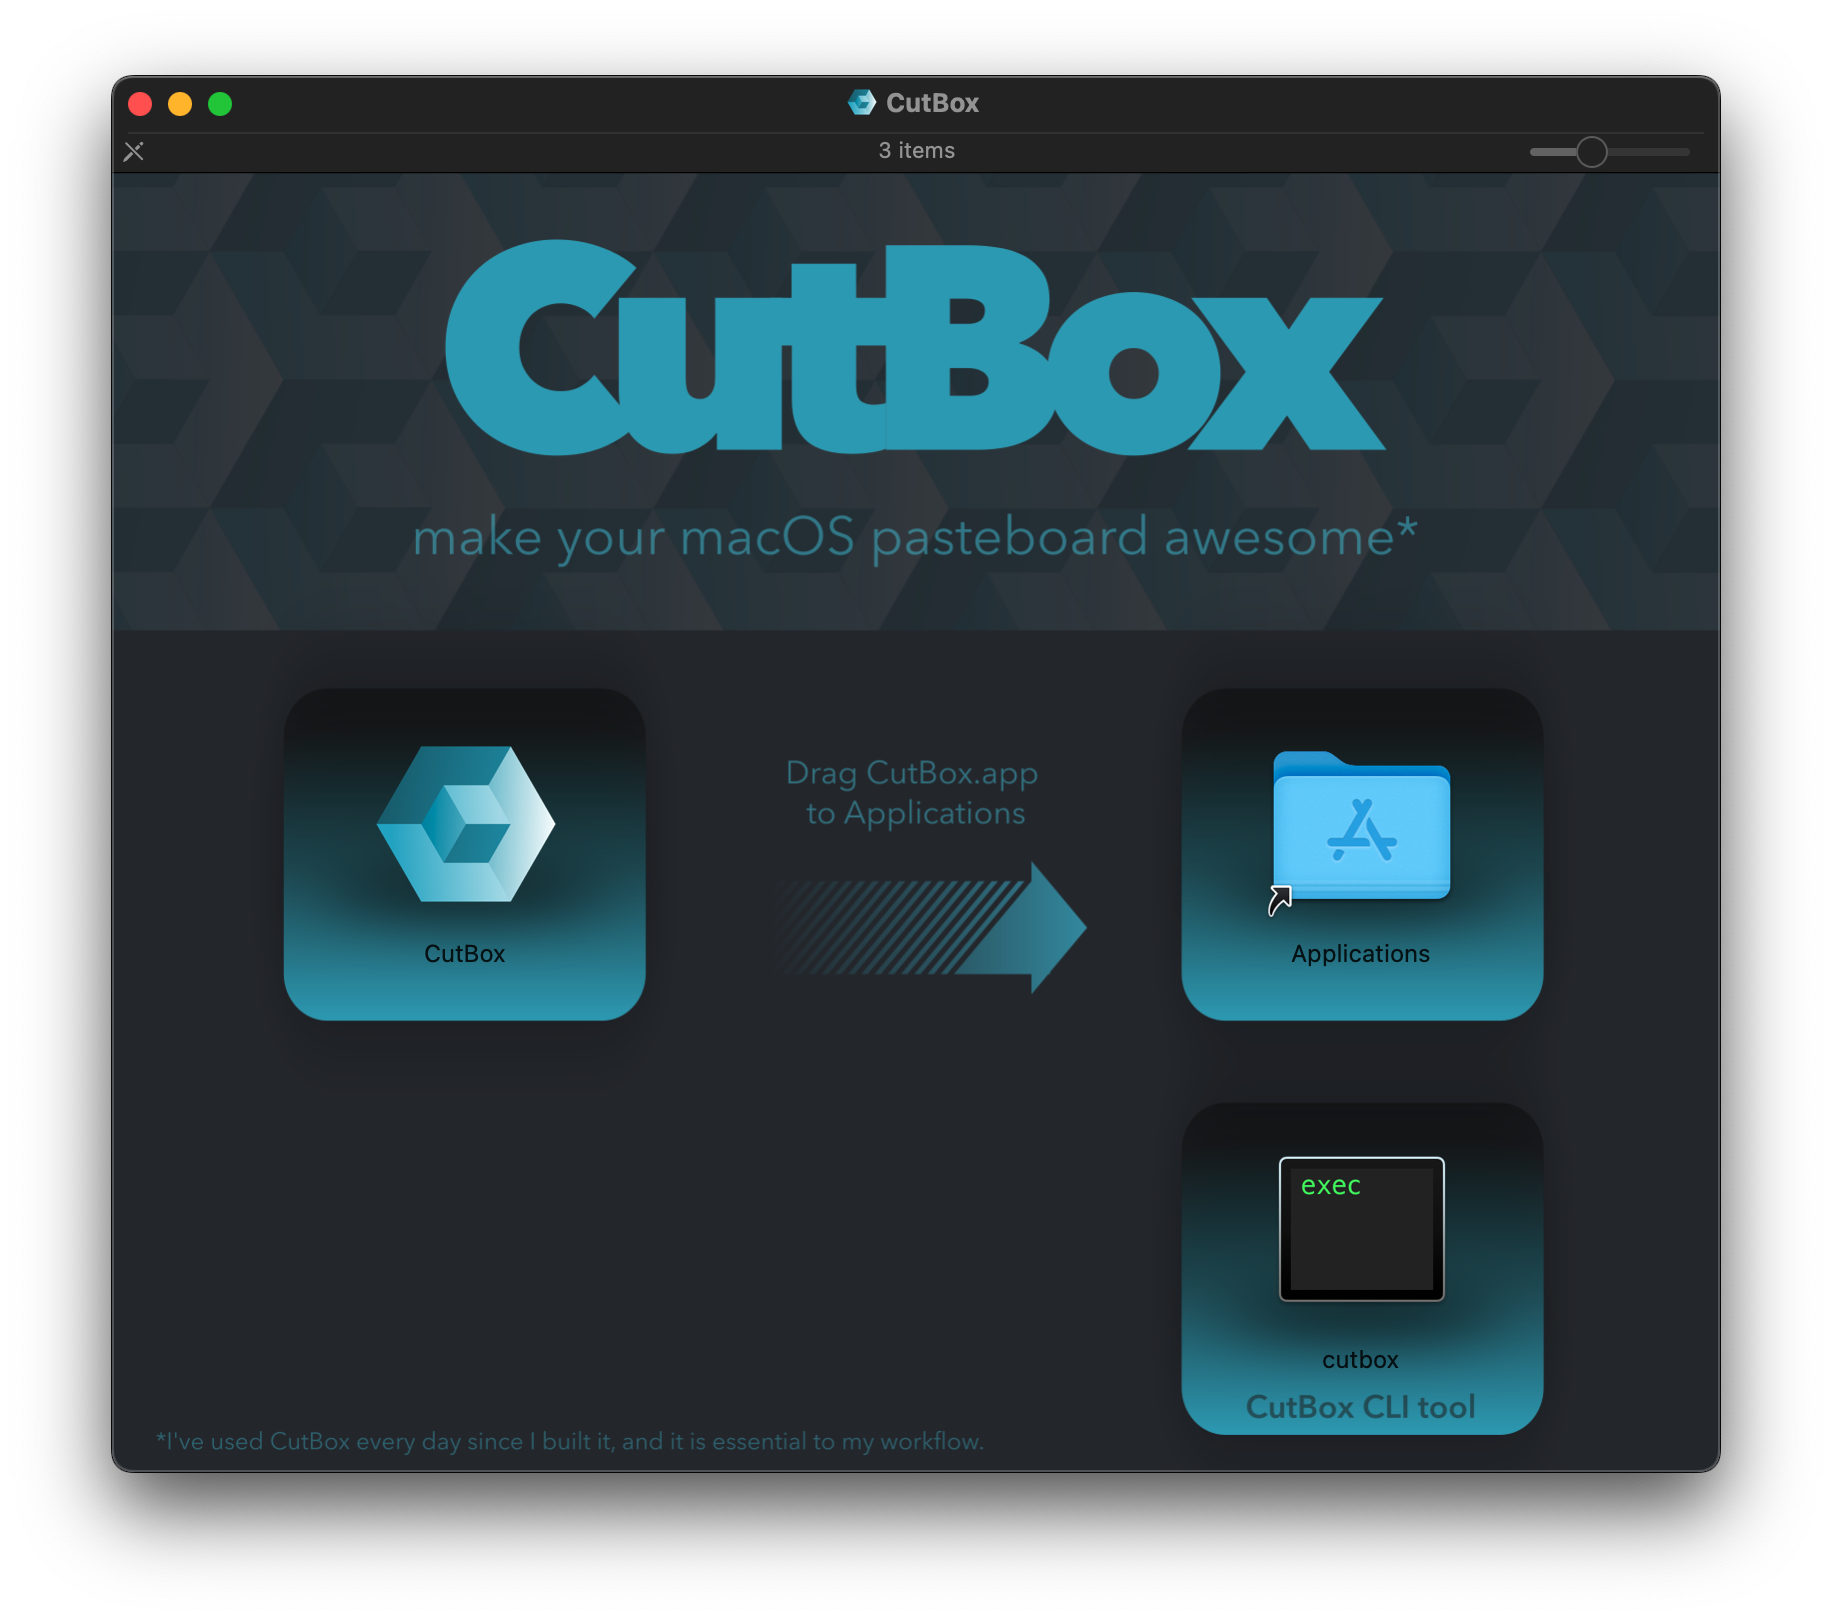 CutBox
3 items
CutBox
make your macOS pasteboard awesome*
Drag CutBox.app
to Applications
CutBox
Applications
exec
cutbox
CutBox CLI tool
*I've used CutBox every day since I built it, and it is essential to my workflow.